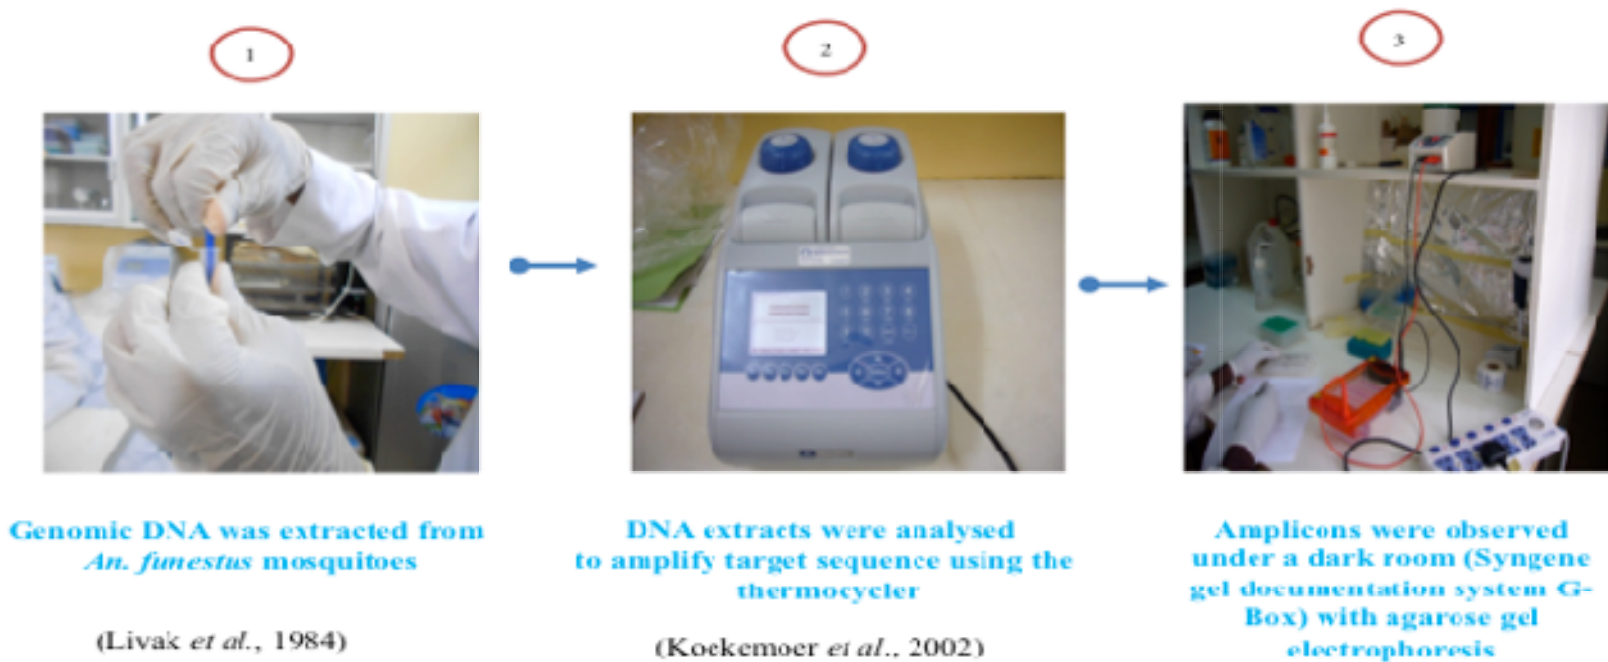 1
2
3
Genomic DNA was extracted from
An. funestus mosquitoes
(Livak et al., 1984)
DNA extracts were analysed
to amplify target sequence using the
thermocycler
(Koekemoer et al., 2002)
Amplicons were observed
under a dark room (Syngene
gel documentation system G-
Box) with agarose gel
electrophoresis